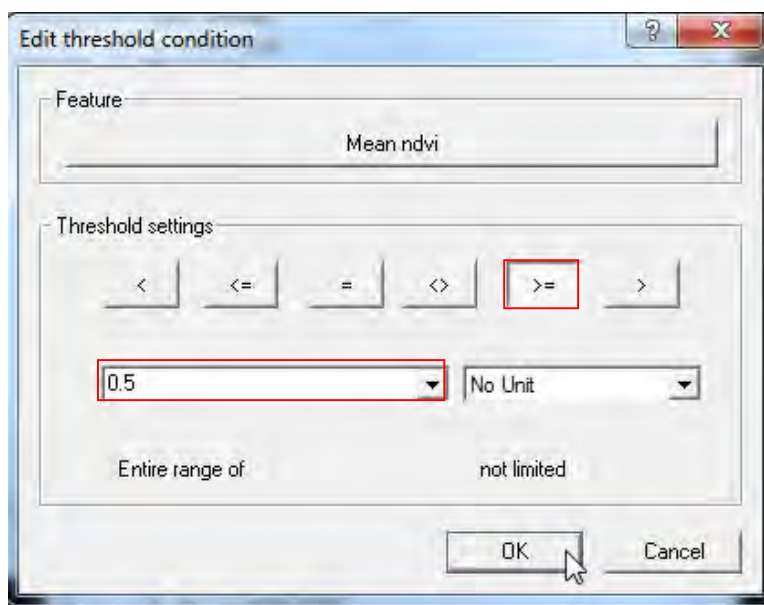 Edit threshold condition
?
X
Feature
Mean ndvi
Threshold settings
< <= = <> >= >
0.5 No Unit
Entire range of not limited
OK Cancel